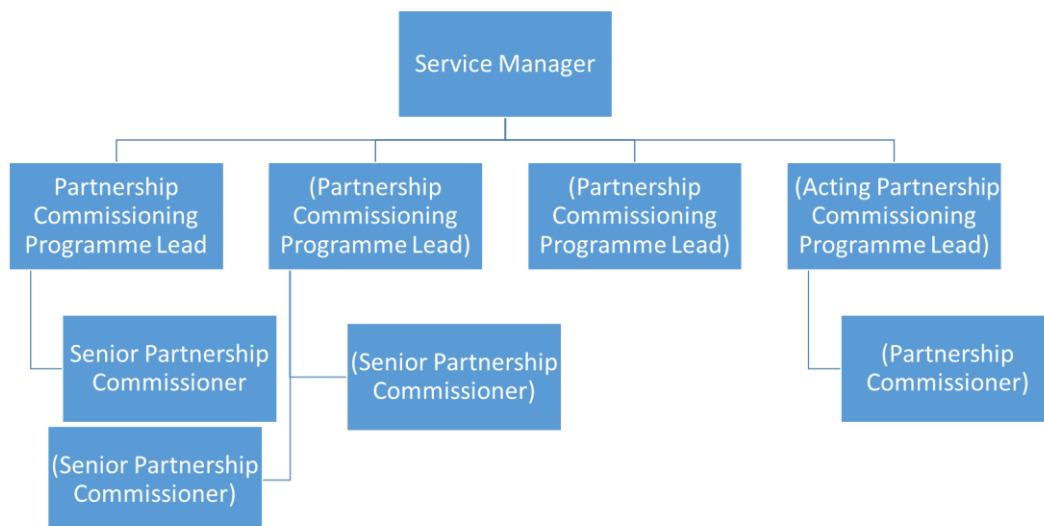 Service Manager
Partnership
Commissioning
Programme Lead
(Partnership
Commissioning
Programme Lead)
(Partnership
Commissioning
Programme Lead)
(Acting Partnership
Commissioning
Programme Lead)
Senior Partnership
Commissioner
(Senior Partnership
Commissioner)
(Partnership
Commissioner)
(Senior Partnership
Commissioner)